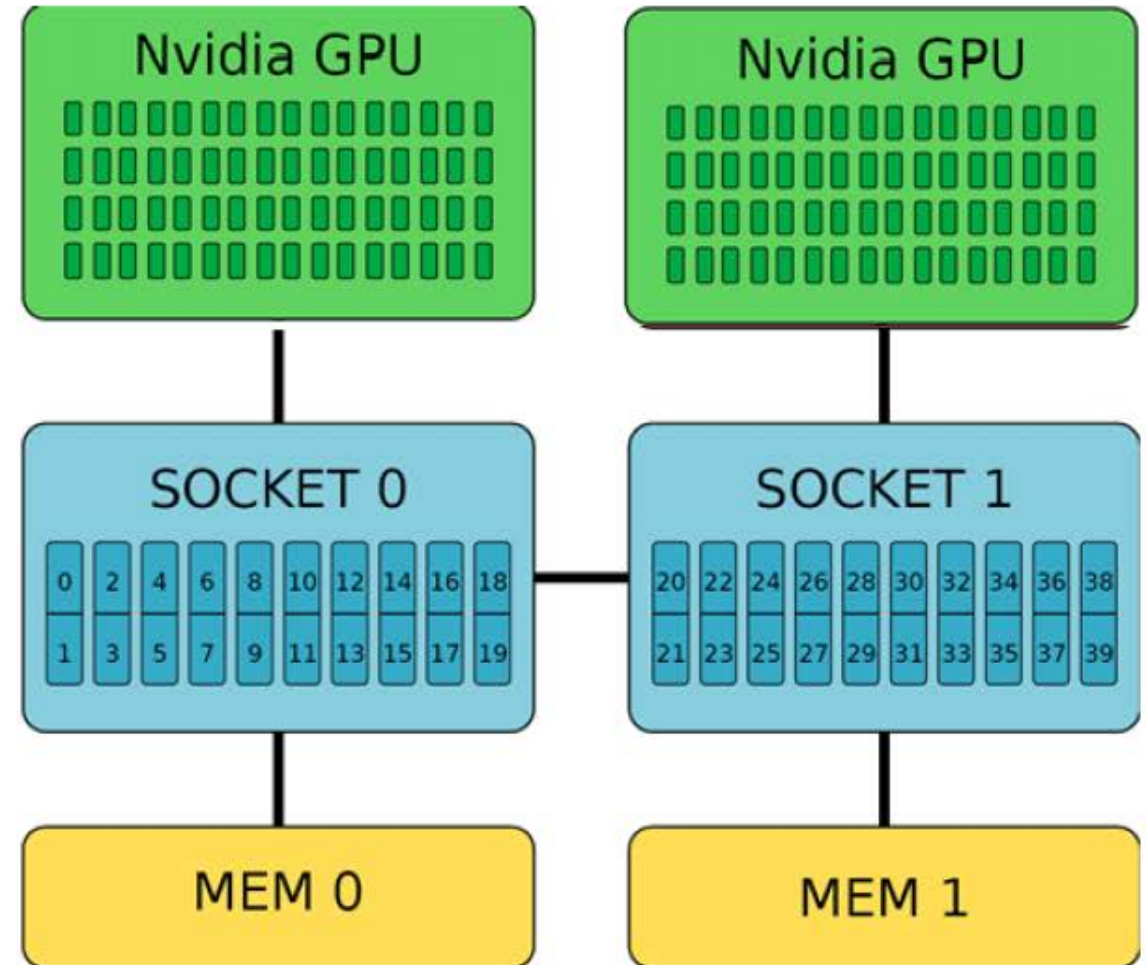 Nvidia GPU
Nvidia GPU
SOCKET 0
0 2 4 6 8 10 12 14 16 18
1 3 5 7 9 11 13 15 17 19
SOCKET 1
20 22 24 26 28 30 32 34 36 38
21 23 25 27 29 31 33 35 37 39
MEM 0
MEM 1